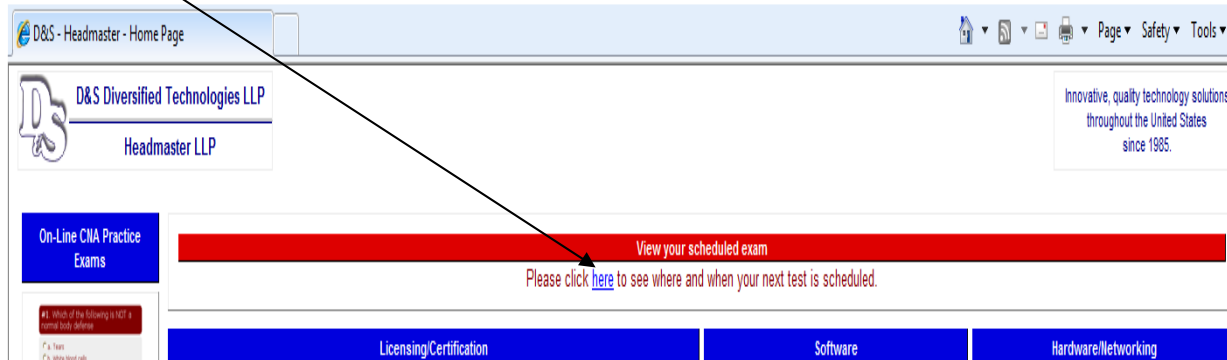 D&S - Headmaster - Home Page
Page Safety Tools
D&S Diversified Technologies LLP
Headmaster LLP
Innovative, quality technology solutions
throughout the United States
since 1985.
On-Line CNA Practice
Exams
View your scheduled exam
Please click here to see where and when your next test is scheduled.
#1. Which of the following is NOT a
normal body defense
a. Tears
b. White blood cells
Licensing/Certification
Software
Hardware/Networking